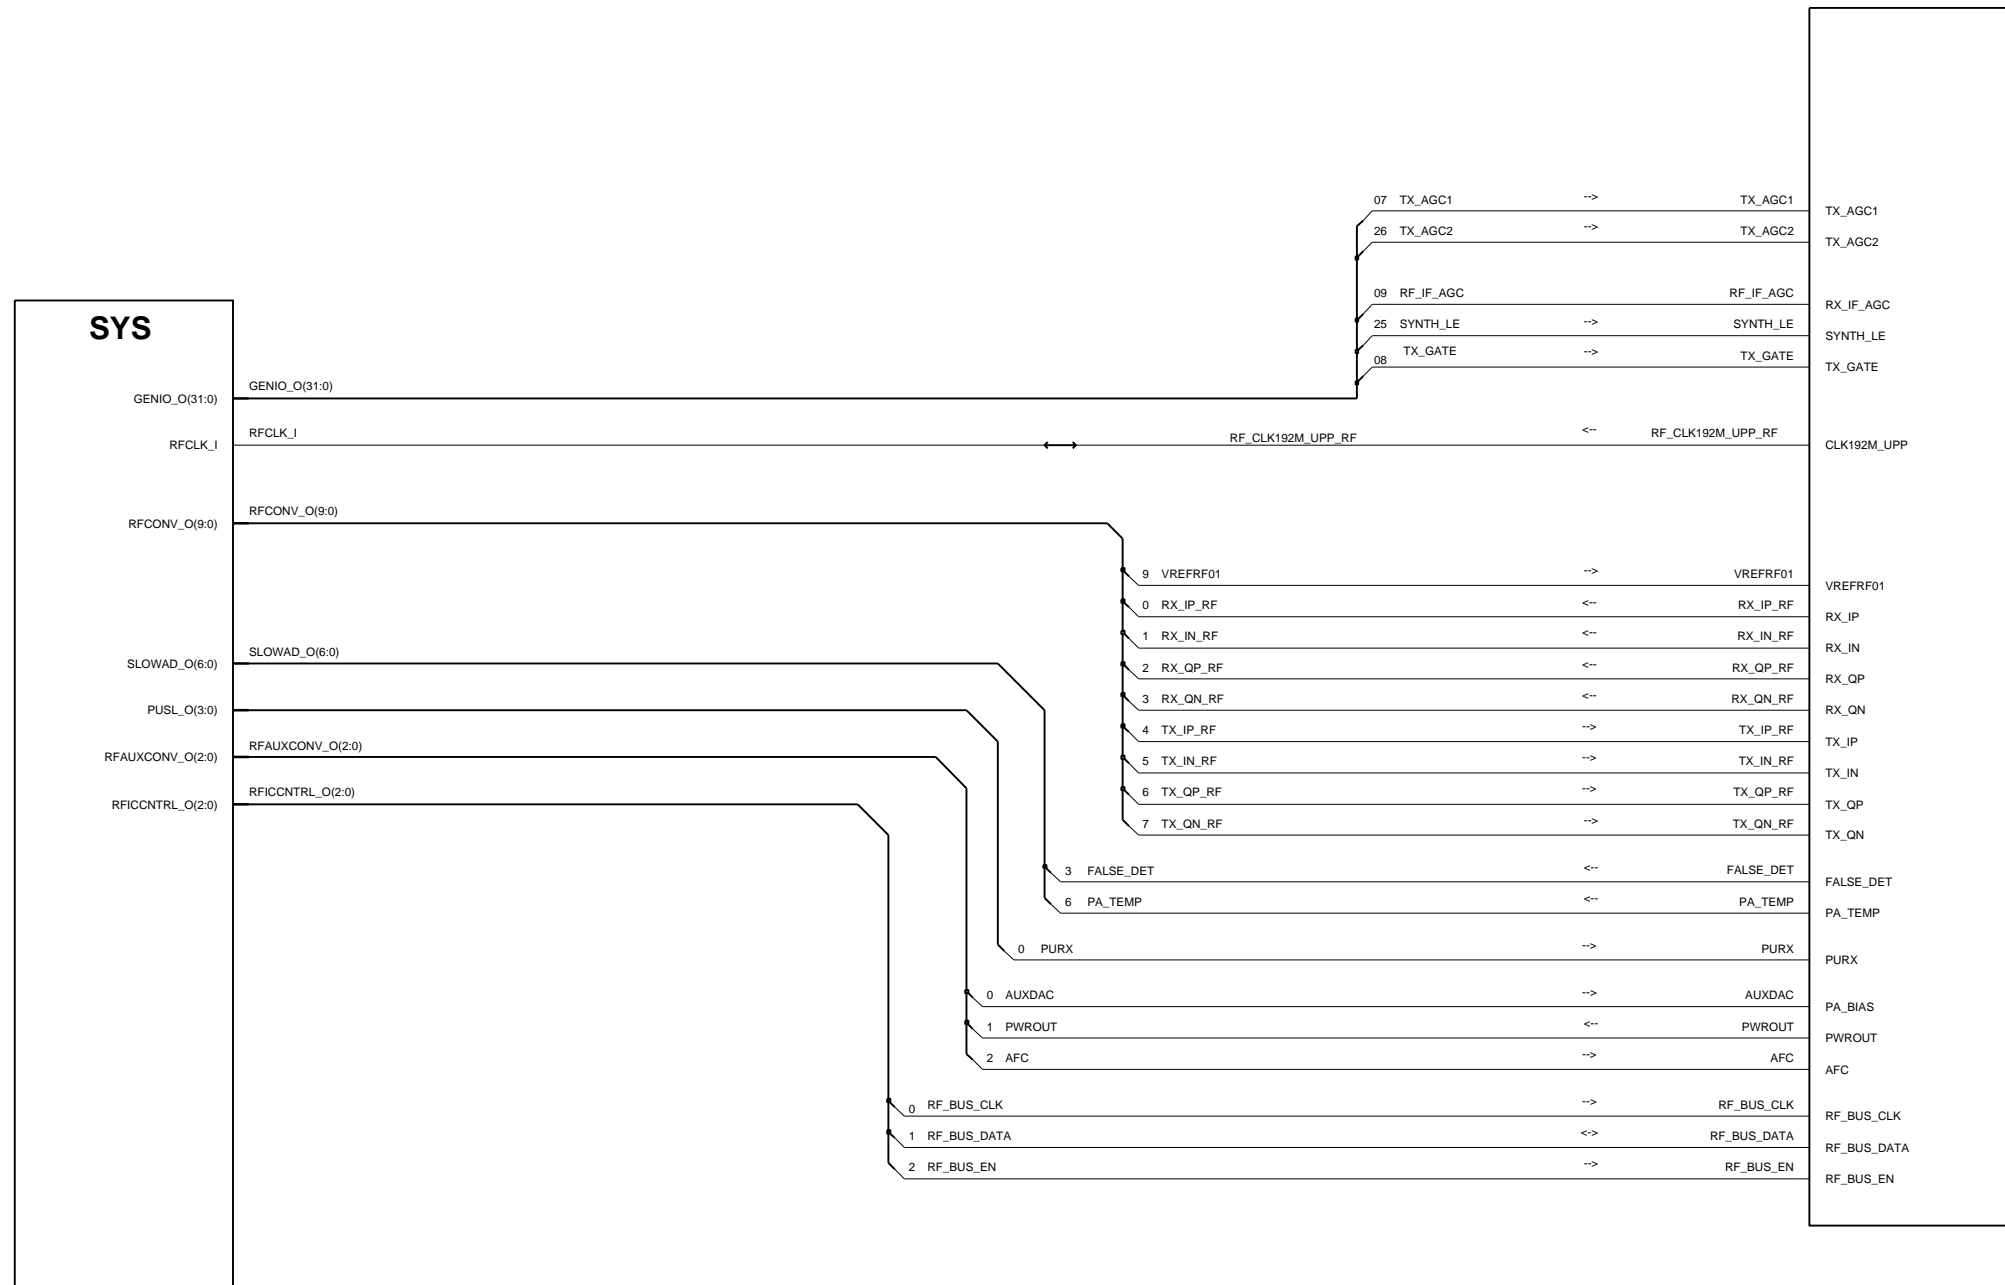 07 TX_AGC1 --> TX_AGC1 TX_AGC1
26 TX_AGC2 --> TX_AGC2 TX_AGC2
09 RF_IF_AGC RF_IF_AGC RX_IF_AGC
SYS
25 SYNTH_LE --> SYNTH_LE SYNTH_LE
08 TX_GATE --> TX_GATE TX_GATE
GENIO_O(31:0) GENIO_O(31:0)
RFCLK_I RFCLK_I RF_CLK192M_UPP_RF <-- RF_CLK192M_UPP_RF CLK192M_UPP
RFCONV_O(9:0) RFCONV_O(9:0)
9 VREFRF01 --> VREFRF01 VREFRF01
0 RX_IP_RF <-- RX_IP_RF RX_IP
1 RX_IN_RF <-- RX_IN_RF RX_IN
SLOWAD_O(6:0) SLOWAD_O(6:0)
2 RX_QP_RF <-- RX_QP_RF RX_QP
3 RX_QN_RF <-- RX_QN_RF RX_QN
PUSL_O(3:0)
4 TX_IP_RF --> TX_IP_RF TX_IP
RFAUXCONV_O(2:0) RFAUXCONV_O(2:0)
5 TX_IN_RF --> TX_IN_RF TX_IN
RFICCNTRL_O(2:0) RFICCNTRL_O(2:0)
6 TX_QP_RF --> TX_QP_RF TX_QP
7 TX_QN_RF --> TX_QN_RF TX_QN
3 FALSE_DET <-- FALSE_DET FALSE_DET
6 PA_TEMP <-- PA_TEMP PA_TEMP
0 PURX --> PURX PURX
0 AUXDAC --> AUXDAC PA_BIAS
1 PWROUT <-- PWROUT PWROUT
2 AFC --> AFC AFC
0 RF_BUS_CLK --> RF_BUS_CLK RF_BUS_CLK
1 RF_BUS_DATA <-> RF_BUS_DATA RF_BUS_DATA
2 RF_BUS_EN --> RF_BUS_EN RF_BUS_EN